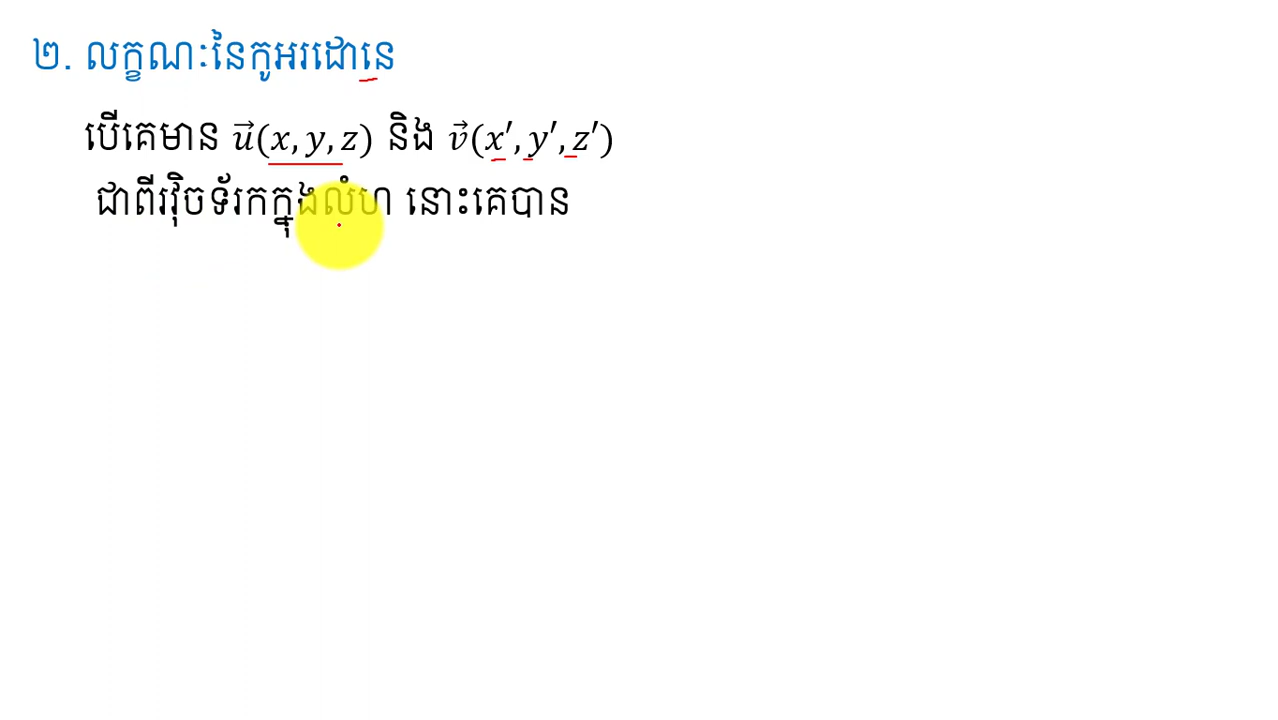 ២. លក្ខណៈនៃកូអរដោនេ
បើគេមាន u⃗(x, y, z) និង v⃗(x′, y′, z′)
ជាពីរវ៉ិចទ័រកក្នុងលំហ នោះគេបាន